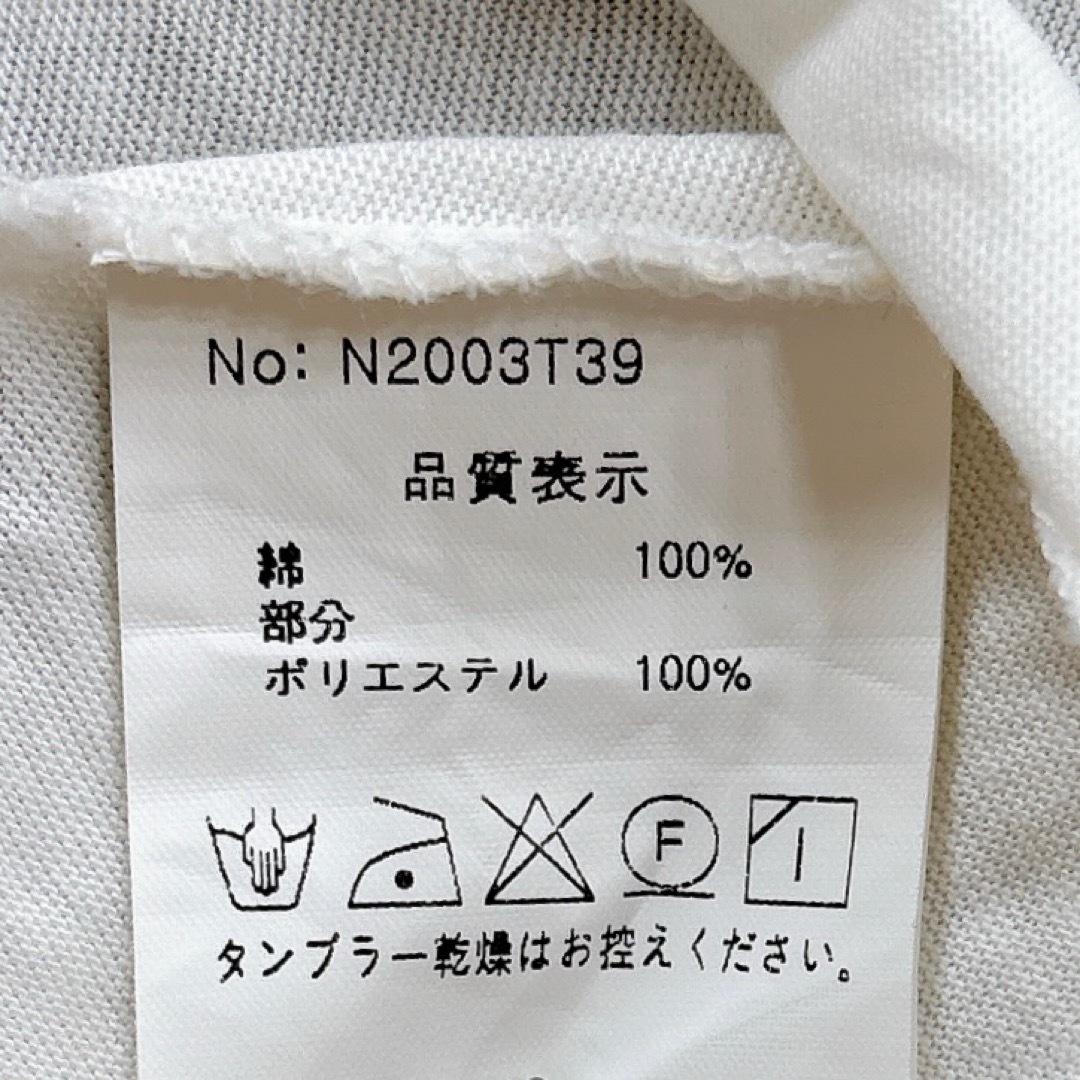 No: N2003T39
品質表示
綿 100%
部分
ポリエステル 100%
F
タンブラー乾燥はお控えください。